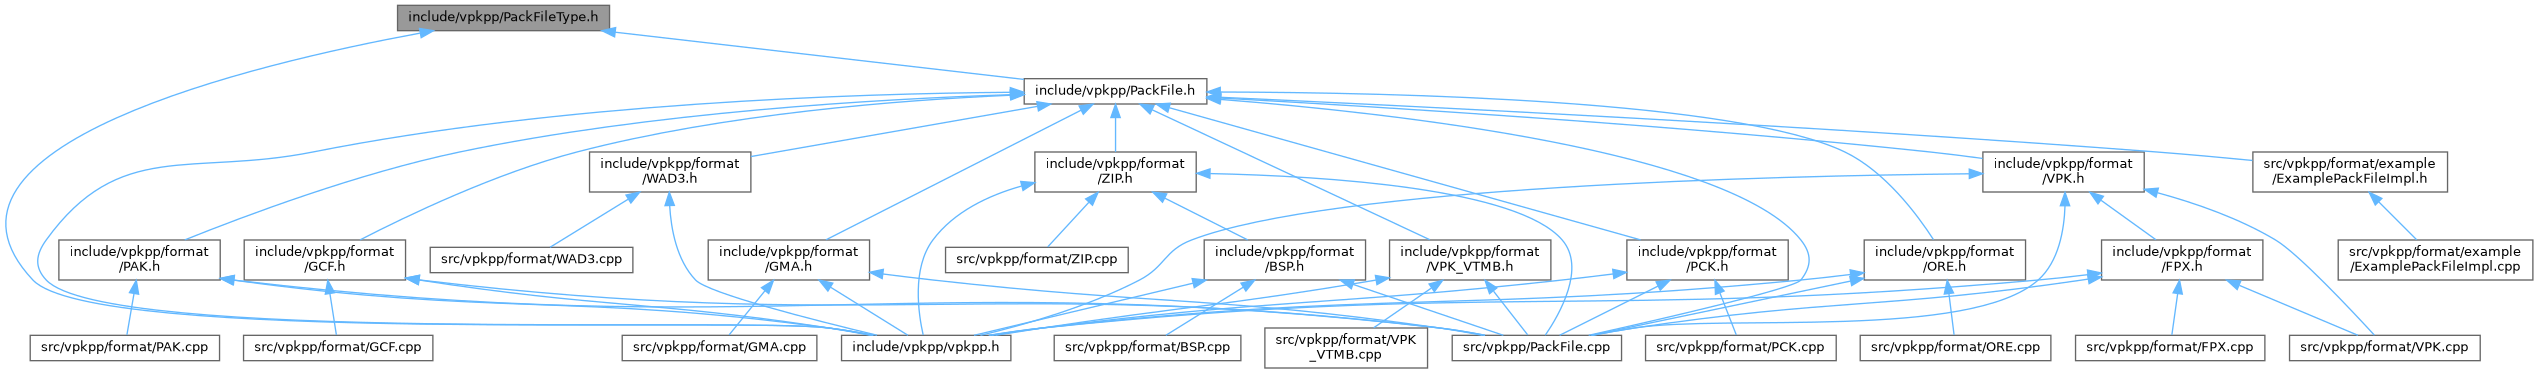 include/vpkpp/PackFileType.h
include/vpkpp/PackFile.h
include/vpkpp/format
/WAD3.h
include/vpkpp/format
/ZIP.h
include/vpkpp/format
/VPK.h
src/vpkpp/format/example
/ExamplePackFileImpl.h
include/vpkpp/format
/PAK.h
include/vpkpp/format
/GCF.h
src/vpkpp/format/WAD3.cpp
include/vpkpp/format
/GMA.h
src/vpkpp/format/ZIP.cpp
include/vpkpp/format
/BSP.h
include/vpkpp/format
/VPK_VTMB.h
include/vpkpp/format
/PCK.h
include/vpkpp/format
/ORE.h
include/vpkpp/format
/FPX.h
src/vpkpp/format/example
/ExamplePackFileImpl.cpp
src/vpkpp/format/PAK.cpp
src/vpkpp/format/GCF.cpp
src/vpkpp/format/GMA.cpp
include/vpkpp/vpkpp.h
src/vpkpp/format/BSP.cpp
src/vpkpp/format/VPK
_VTMB.cpp
src/vpkpp/PackFile.cpp
src/vpkpp/format/PCK.cpp
src/vpkpp/format/ORE.cpp
src/vpkpp/format/FPX.cpp
src/vpkpp/format/VPK.cpp